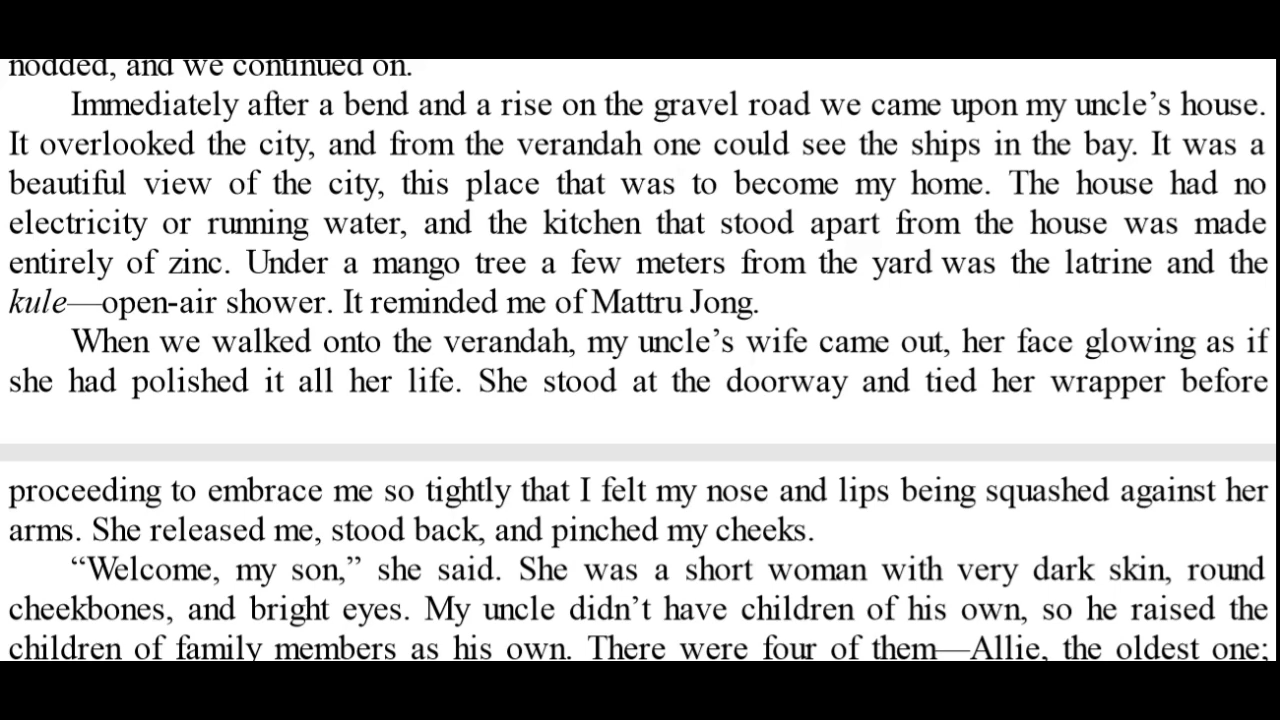 nodded, and we continued on.
Immediately after a bend and a rise on the gravel road we came upon my uncle’s house.
It overlooked the city, and from the verandah one could see the ships in the bay. It was a
beautiful view of the city, this place that was to become my home. The house had no
electricity or running water, and the kitchen that stood apart from the house was made
entirely of zinc. Under a mango tree a few meters from the yard was the latrine and the
kule—open-air shower. It reminded me of Mattru Jong.
When we walked onto the verandah, my uncle’s wife came out, her face glowing as if
she had polished it all her life. She stood at the doorway and tied her wrapper before
proceeding to embrace me so tightly that I felt my nose and lips being squashed against her
arms. She released me, stood back, and pinched my cheeks.
“Welcome, my son,” she said. She was a short woman with very dark skin, round
cheekbones, and bright eyes. My uncle didn’t have children of his own, so he raised the
children of family members as his own. There were four of them—Allie, the oldest one;